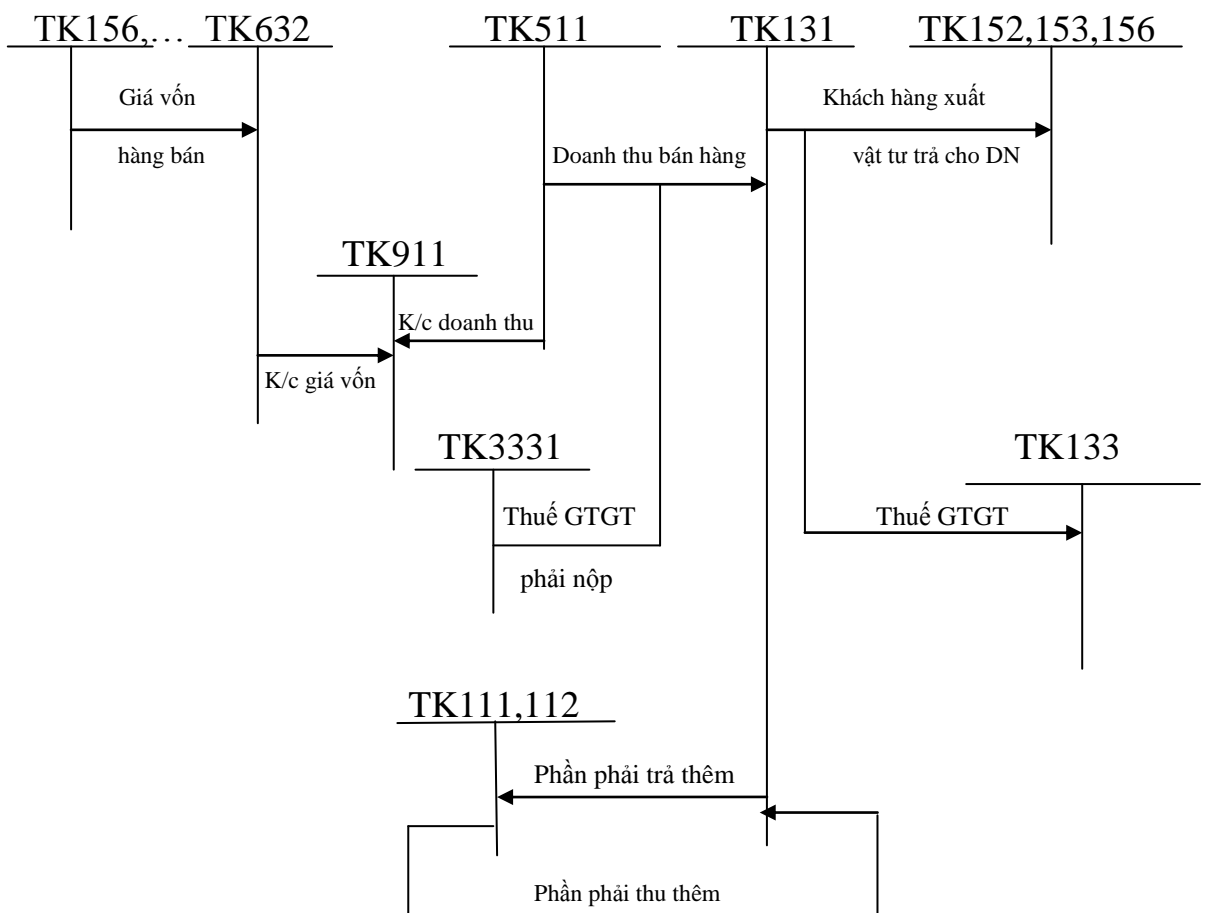 TK156,… TK632 TK511 TK131 TK152,153,156
Giá vốn
hàng bán
Khách hàng xuất
vật tư trả cho DN
Doanh thu bán hàng
TK911
K/c doanh thu
K/c giá vốn
TK3331
Thuế GTGT
phải nộp
TK133
Thuế GTGT
TK111,112
Phần phải trả thêm
Phần phải thu thêm